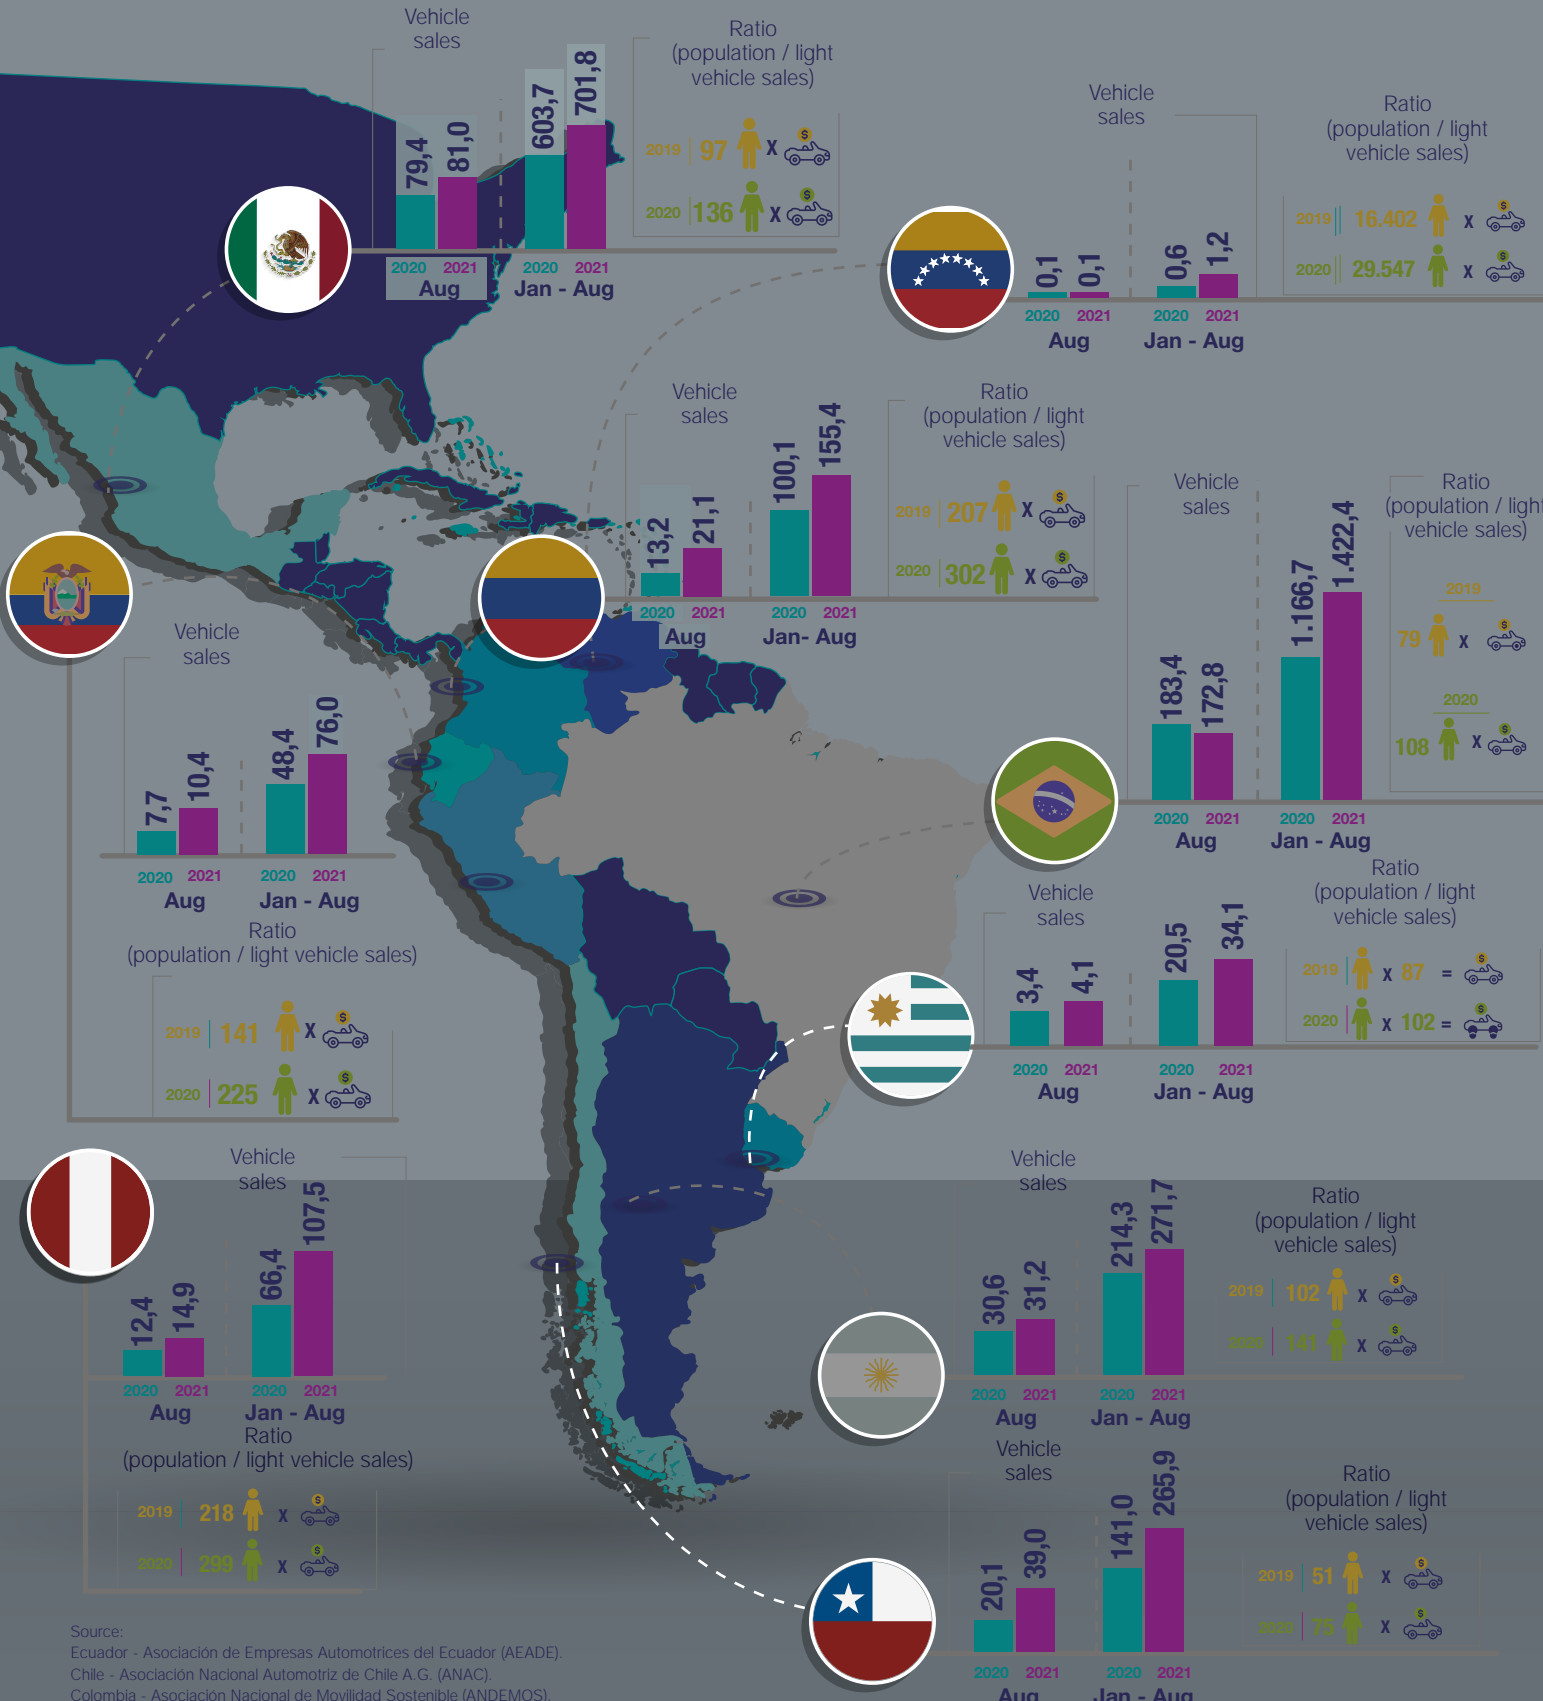 Vehicle
sales
79,4
81,0
603,7
701,8
2020
2021
Aug
2020
2021
Jan - Aug
Ratio
(population / light
vehicle sales)
2019
97
X
$
2020
136
X
$
Vehicle
sales
0,1
0,1
0,6
1,2
2020
2021
Aug
2020
2021
Jan - Aug
Ratio
(population / light
vehicle sales)
2019
16.402
X
$
2020
29.547
X
$
Vehicle
sales
13,2
21,1
100,1
155,4
2020
2021
Aug
2020
2021
Jan- Aug
Ratio
(population / light
vehicle sales)
2019
207
X
$
2020
302
X
$
Vehicle
sales
183,4
172,8
1.166,7
1.422,4
2020
2021
Aug
2020
2021
Jan - Aug
Ratio
(population / light
vehicle sales)
2019
79
X
$
2020
108
X
$
Vehicle
sales
7,7
10,4
48,4
76,0
2020
2021
Aug
2020
2021
Jan - Aug
Ratio
(population / light vehicle sales)
2019
141
X
$
2020
225
X
$
Vehicle
sales
3,4
4,1
20,5
34,1
2020
2021
Aug
2020
2021
Jan - Aug
Ratio
(population / light
vehicle sales)
2019
X 87 =
$
2020
X 102 =
$
Vehicle
sales
12,4
14,9
66,4
107,5
2020
2021
Aug
2020
2021
Jan - Aug
Ratio
(population / light vehicle sales)
2019
218
X
$
2020
299
X
$
Vehicle
sales
30,6
31,2
214,3
271,7
2020
2021
Aug
2020
2021
Jan - Aug
Ratio
(population / light
vehicle sales)
2019
102
X
$
2020
141
X
$
Vehicle
sales
20,1
39,0
141,0
265,9
2020
2021
Aug
2020
2021
Jan - Aug
Ratio
(population / light
vehicle sales)
2019
51
X
$
2020
75
X
$
Source:
Ecuador - Asociación de Empresas Automotrices del Ecuador (AEADE).
Chile - Asociación Nacional Automotriz de Chile A.G. (ANAC).
Colombia - Asociación Nacional de Movilidad Sostenible (ANDEMOS).